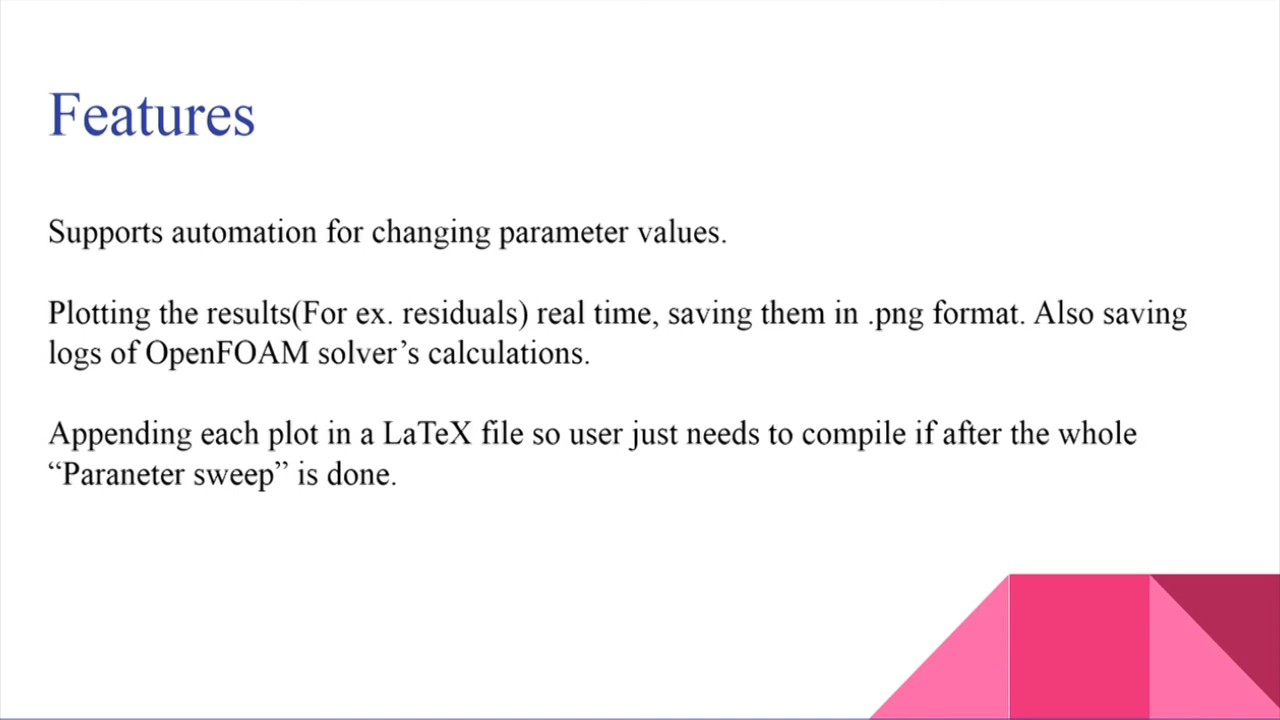 Features
Supports automation for changing parameter values.
Plotting the results(For ex. residuals) real time, saving them in .png format. Also saving
logs of OpenFOAM solver’s calculations.
Appending each plot in a LaTeX file so user just needs to compile if after the whole
“Paraneter sweep” is done.